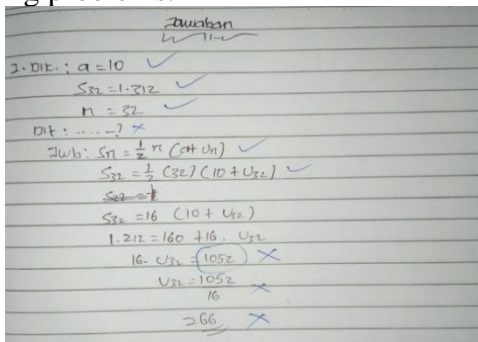 Jawaban
1. Dik. : a = 10
S32 = 1.312
n = 32
Dit : .... -?
Jwb : Sn = 1/2 n (a + Un)
S32 = 1/2 (32) (10 + U32)
S32 = 16 (10 + U32)
1.212 = 160 + 16. U32
16. U32 = 1052
U32 = 1052/16
= 266